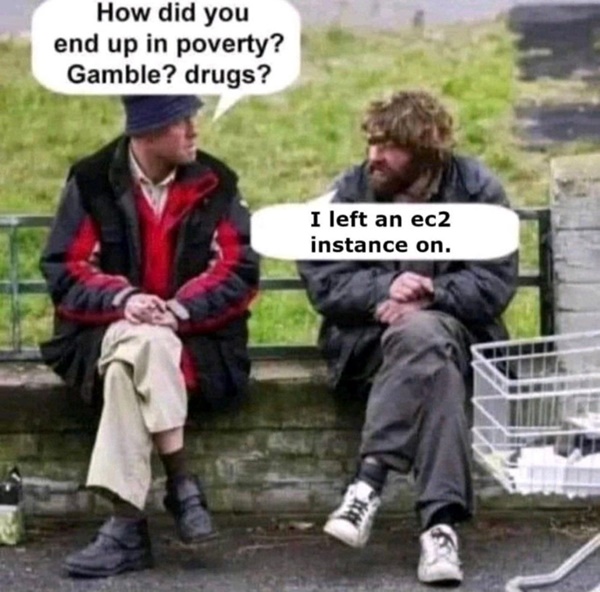 How did you
end up in poverty?
Gamble? drugs?
I left an ec2
instance on.